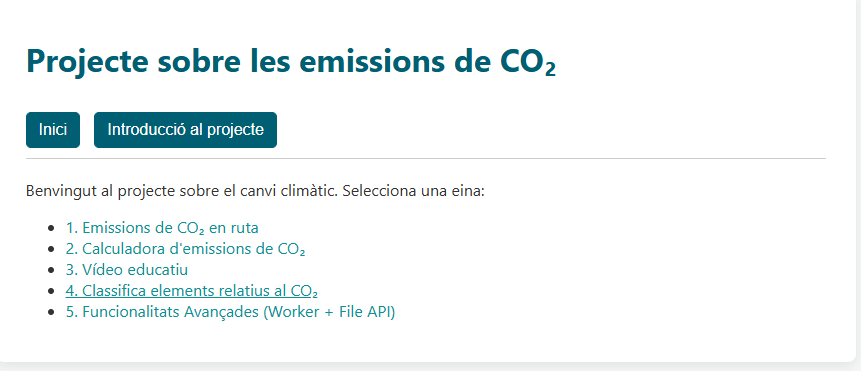 Projecte sobre les emissions de CO₂
Inici Introducció al projecte
Benvingut al projecte sobre el canvi climàtic. Selecciona una eina:
• 1. Emissions de CO₂ en ruta
• 2. Calculadora d'emissions de CO₂
• 3. Vídeo educatiu
• 4. Classifica elements relatius al CO₂
• 5. Funcionalitats Avançades (Worker + File API)